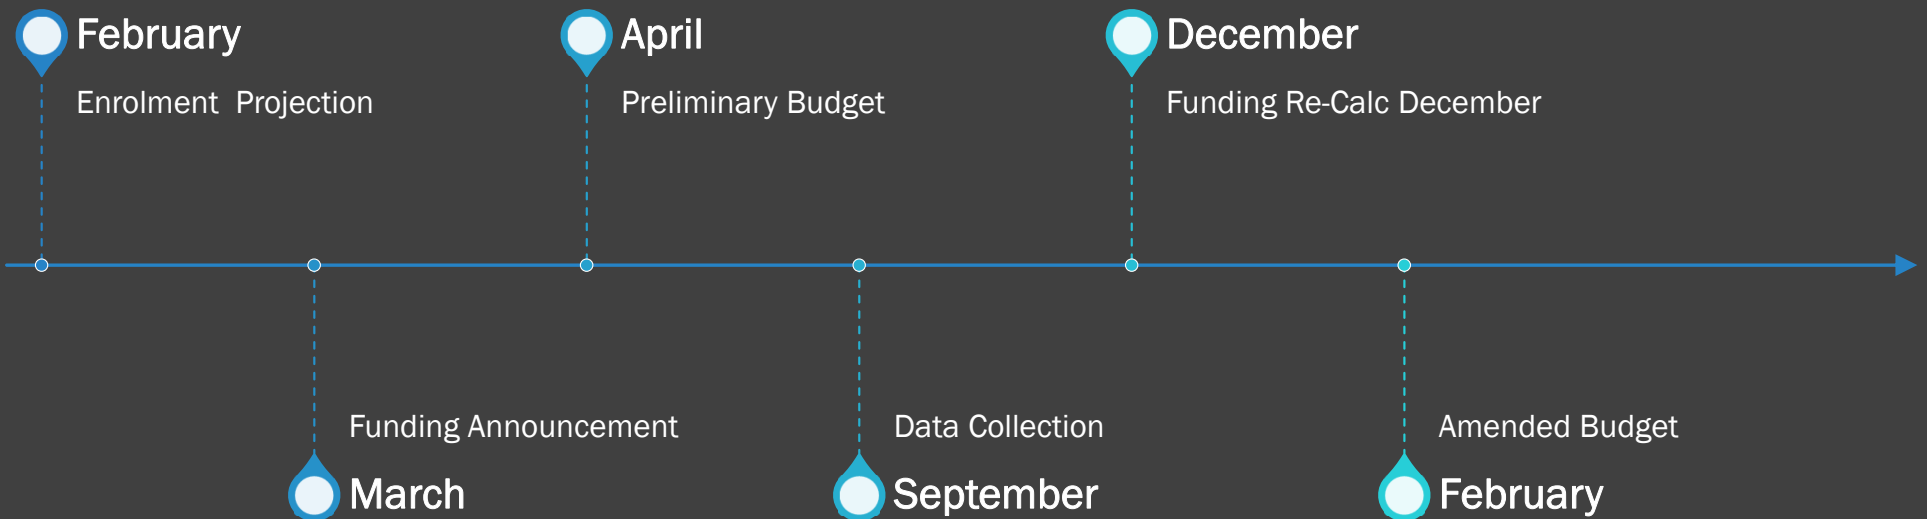 February
Enrolment  Projection
April
Preliminary Budget
December
Funding Re-Calc December
Funding Announcement
March
Data Collection
September
Amended Budget
February